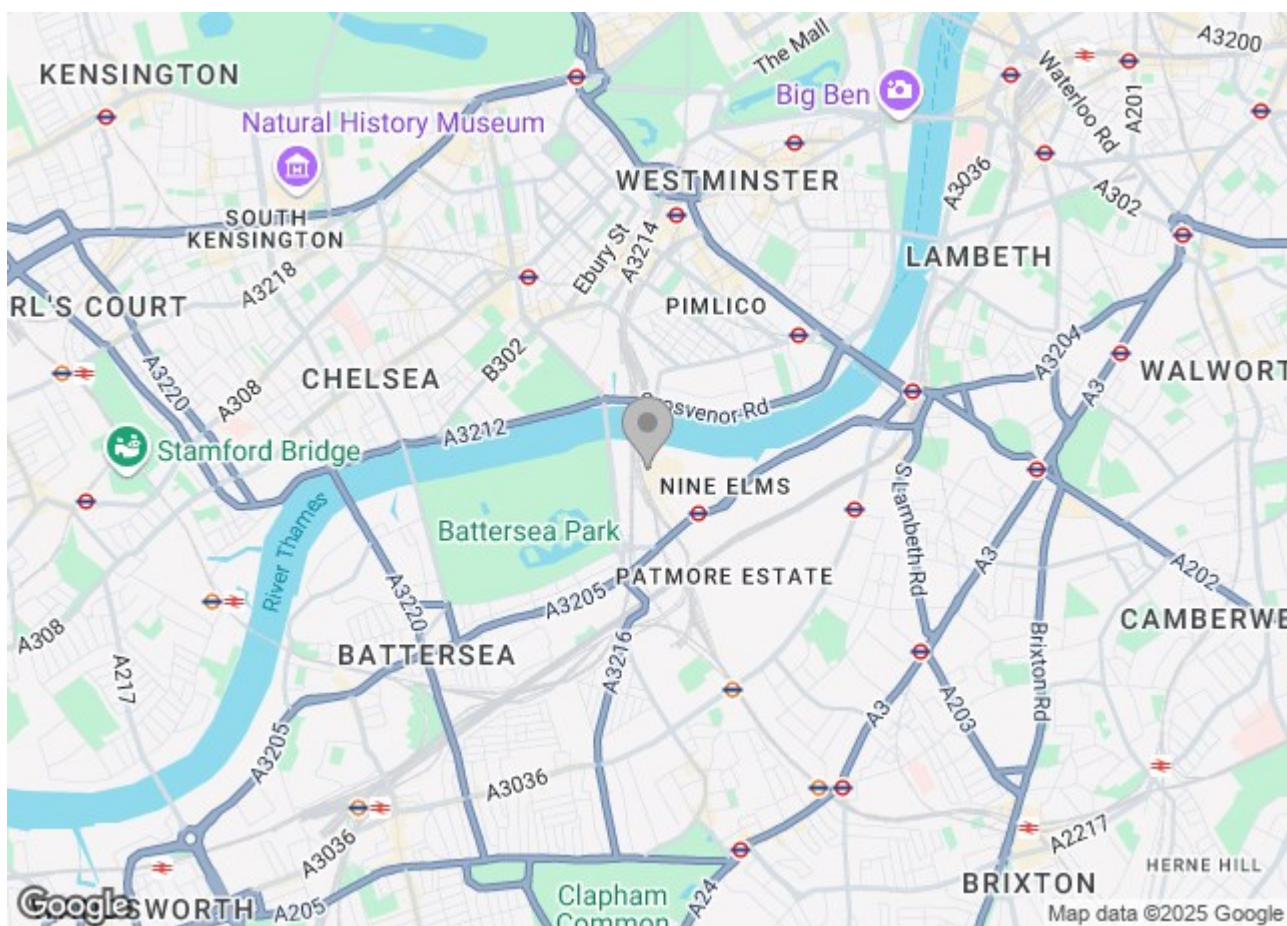 A3200
The Mall
KENSINGTON
Waterloo Rd
A201
Big Ben
Natural History Museum
A3036
WESTMINSTER
A302
SOUTH
KENSINGTON
Ebury St
A3214
LAMBETH
A3218
RL'S COURT
PIMLICO
A3204
B302
A3
A3220
CHELSEA
WALWORT
A308
A3212
Stamford Bridge
NINE ELMS
S Lambeth Rd
River Thames
Battersea Park
A3
A202
PATMORE ESTATE
A3205
A3220
CAMBERWE
A308
BATTERSEA
A3216
Brixton Rd
A217
A203
A3
A3205
A3036
A2217
A3036
HERNE HILL
BRIXTON
Clapham
Common
A24
A205
Google
Map data ©2025 Google